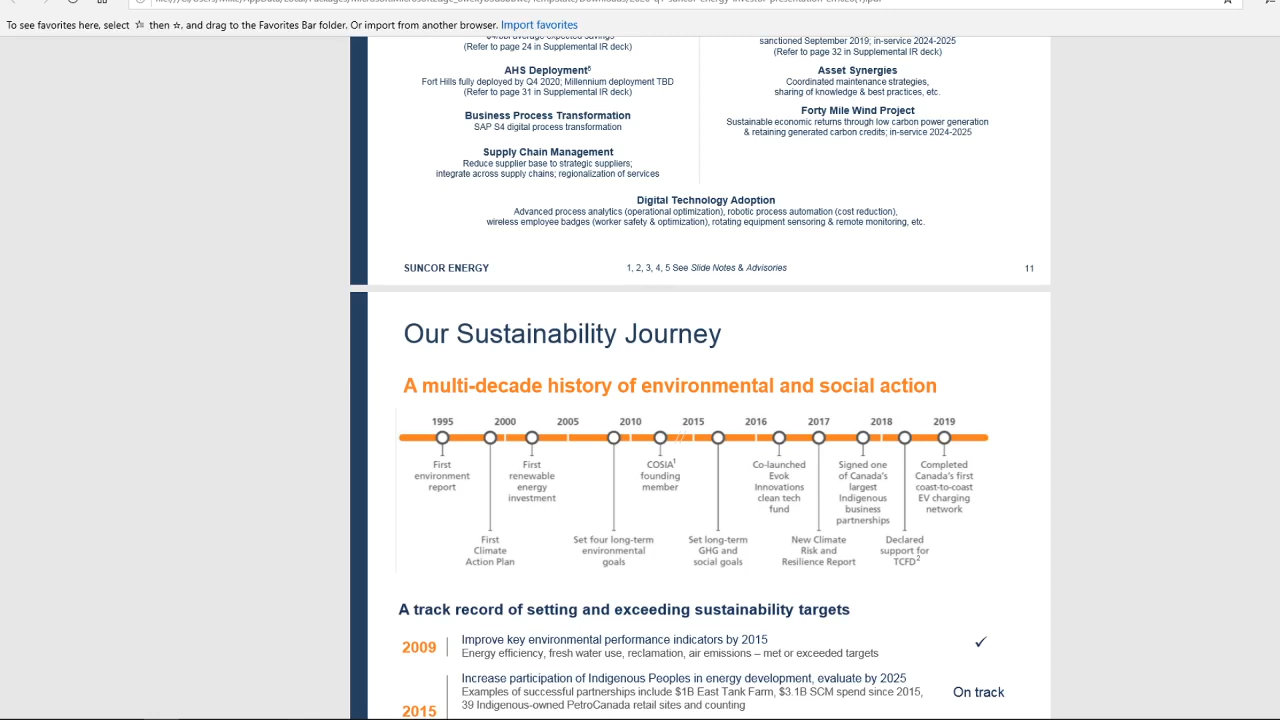 To see favorites here, select ☆ then ☆, and drag to the Favorites Bar folder. Or import from another browser. Import favorites
average expected savings
(Refer to page 24 in Supplemental IR deck)
AHS Deployment⁵
Fort Hills fully deployed by Q4 2020; Millennium deployment TBD
(Refer to page 31 in Supplemental IR deck)
Business Process Transformation
SAP S4 digital process transformation
Supply Chain Management
Reduce supplier base to strategic suppliers;
integrate across supply chains; regionalization of services
sanctioned September 2019; in-service 2024-2025
(Refer to page 32 in Supplemental IR deck)
Asset Synergies
Coordinated maintenance strategies,
sharing of knowledge & best practices, etc.
Forty Mile Wind Project
Sustainable economic returns through low carbon power generation
& retaining generated carbon credits; in-service 2024-2025
Digital Technology Adoption
Advanced process analytics (operational optimization), robotic process automation (cost reduction),
wireless employee badges (worker safety & optimization), rotating equipment sensoring & remote monitoring, etc.
SUNCOR ENERGY
1, 2, 3, 4, 5 See Slide Notes & Advisories
11
Our Sustainability Journey
A multi-decade history of environmental and social action
1995 2000 2005 2010 2015 2016 2017 2018 2019
First
environment
report
First
Climate
Action Plan
First
renewable
energy
investment
Set four long-term
environmental
goals
COSIA¹
founding
member
Set long-term
GHG and
social goals
Co-launched
Evok
Innovations
clean tech
fund
New Climate
Risk and
Resilience Report
Signed one
of Canada's
largest
Indigenous
business
partnerships
Declared
support for
TCFD²
Completed
Canada's first
coast-to-coast
EV charging
network
A track record of setting and exceeding sustainability targets
2009
Improve key environmental performance indicators by 2015
Energy efficiency, fresh water use, reclamation, air emissions – met or exceeded targets
✓
2015
Increase participation of Indigenous Peoples in energy development, evaluate by 2025
Examples of successful partnerships include $1B East Tank Farm, $3.1B SCM spend since 2015,
39 Indigenous-owned PetroCanada retail sites and counting
On track